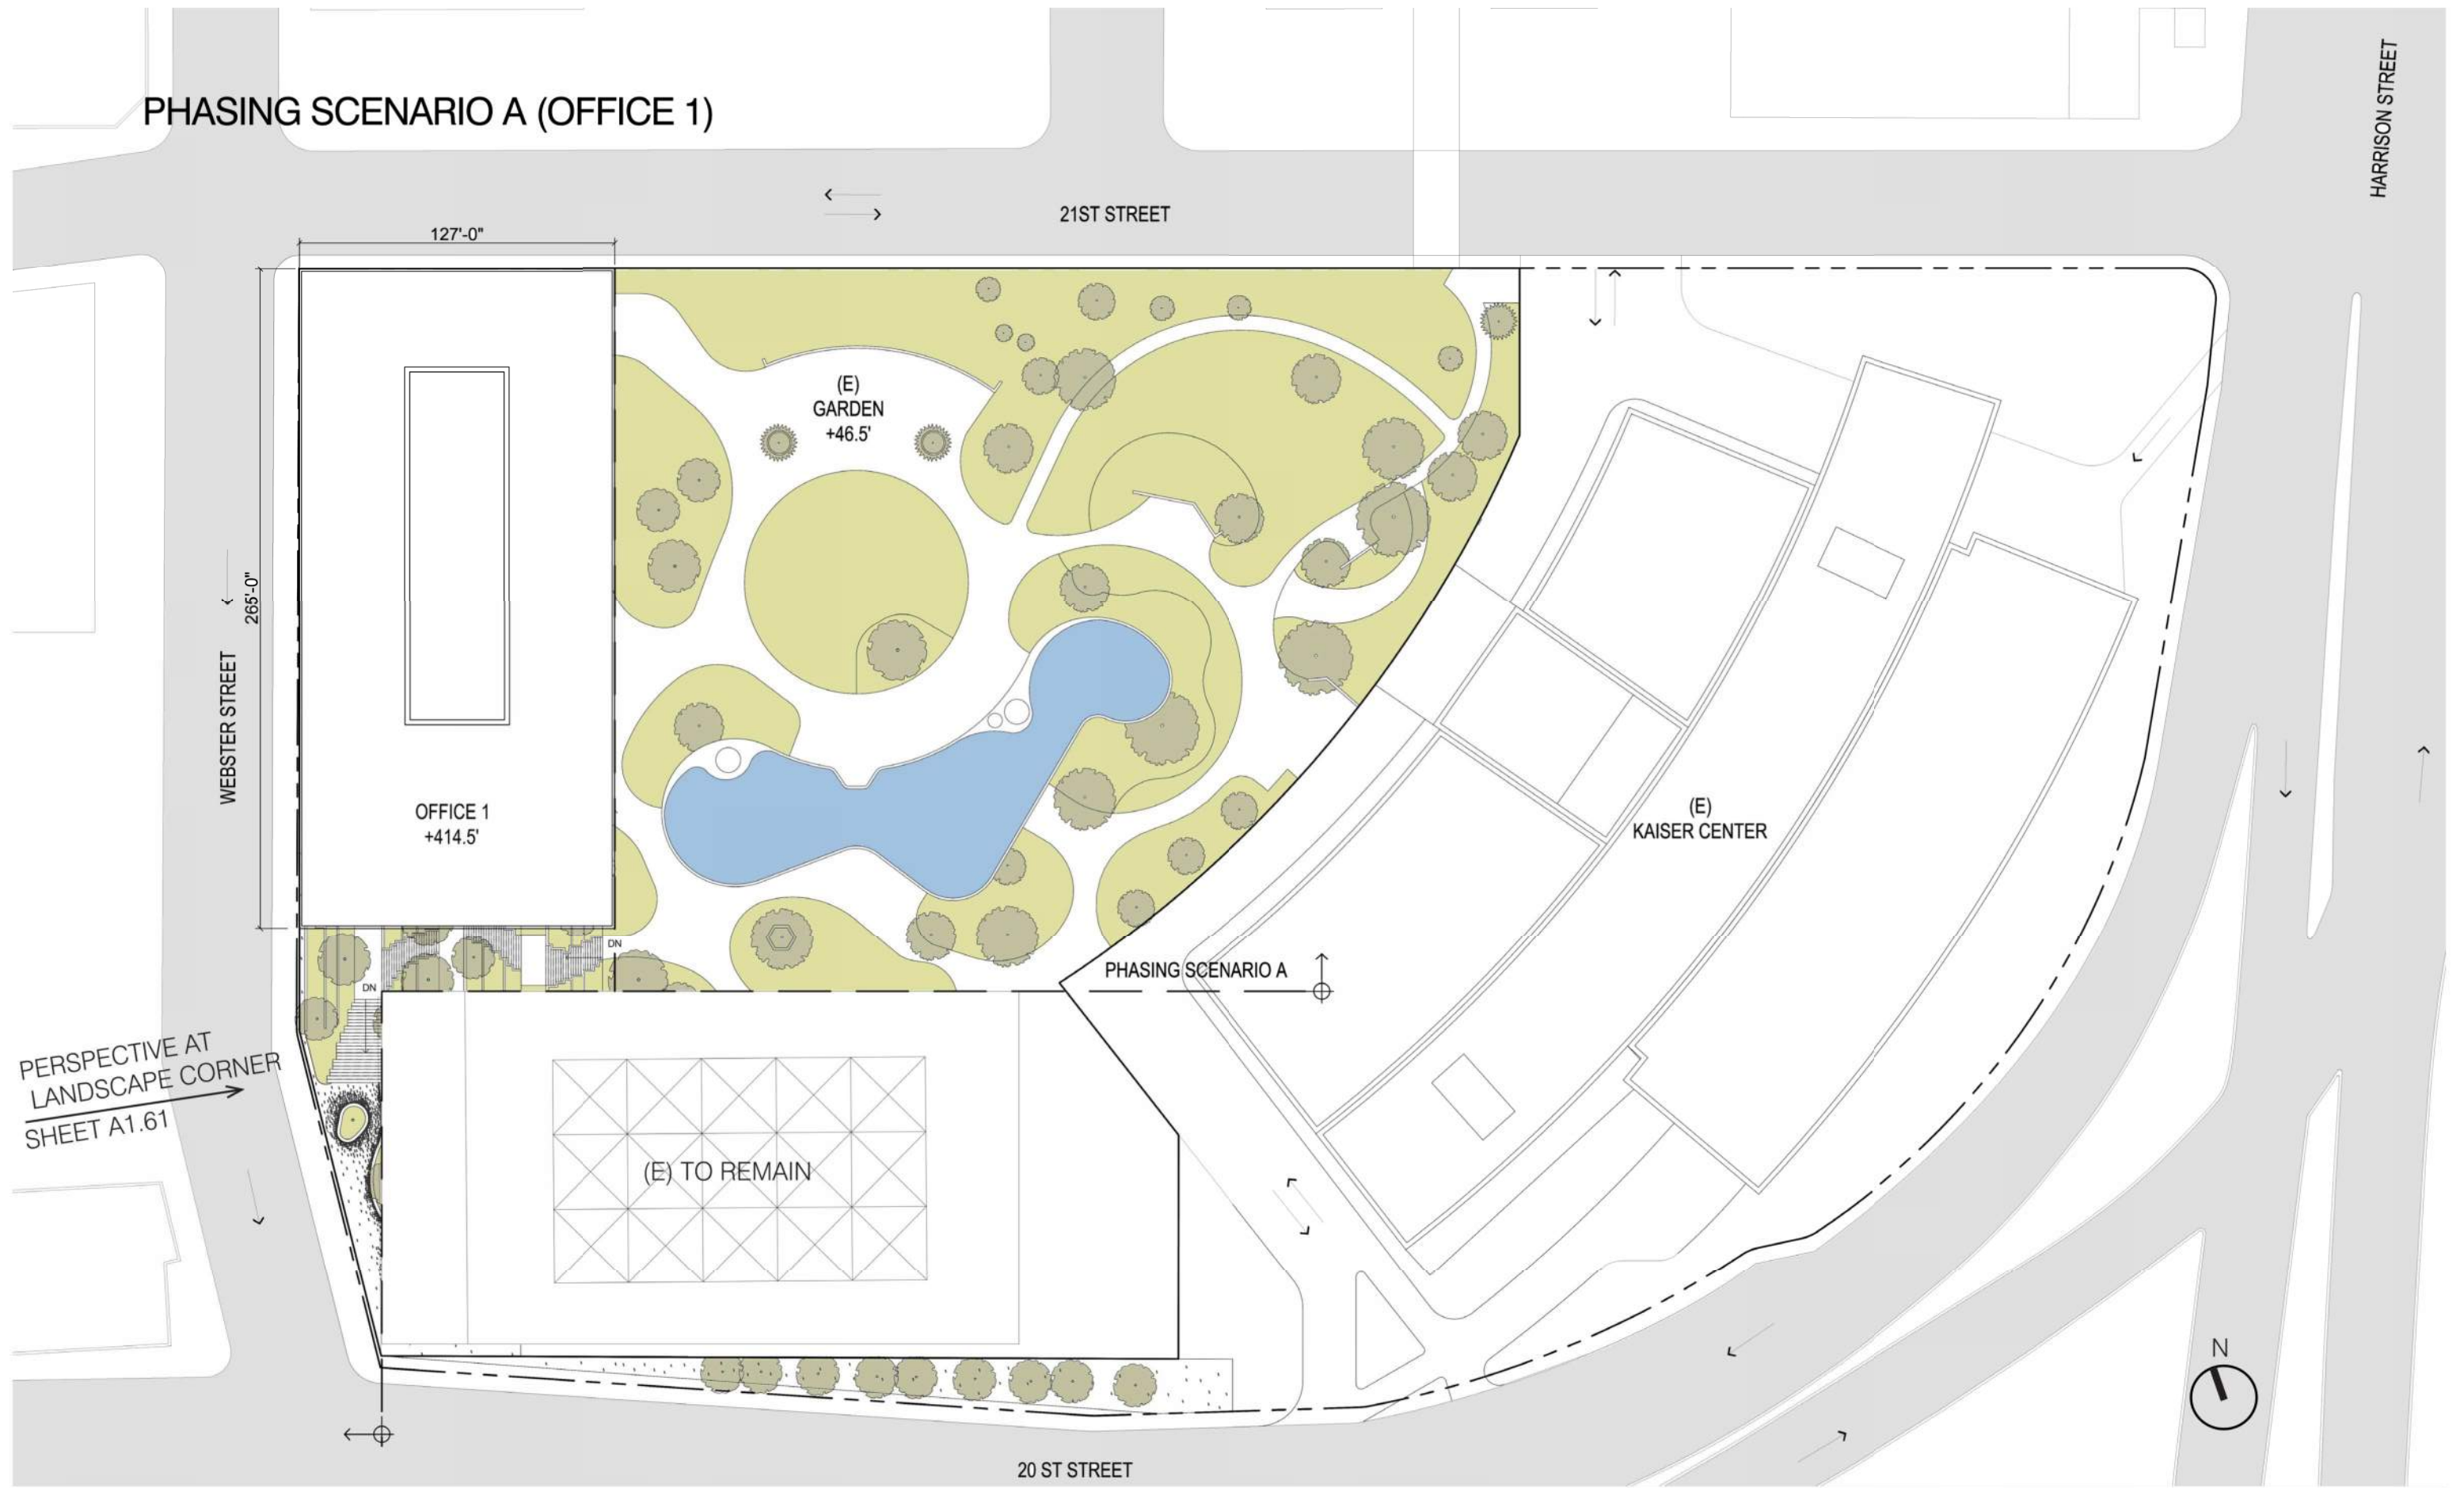 PHASING SCENARIO A (OFFICE 1)
HARRISON STREET
21ST STREET
127'-0"
(E)
GARDEN
+46.5'
265'-0"
WEBSTER STREET
OFFICE 1
+414.5'
(E)
KAISER CENTER
DN
PHASING SCENARIO A
DN
PERSPECTIVE AT
LANDSCAPE CORNER
SHEET A1.61
(E) TO REMAIN
N
20 ST STREET